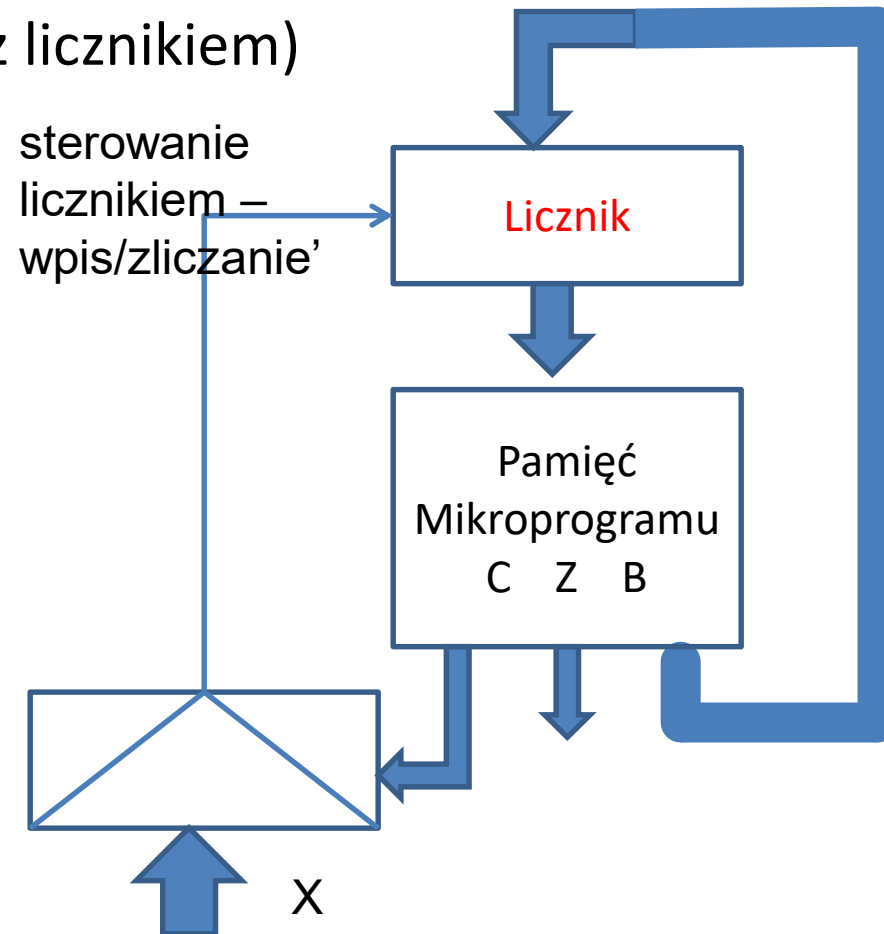 z licznikiem)
sterowanie
licznikiem –
wpis/zliczanie’
Licznik
Pamięć
Mikroprogramu
C Z B
X